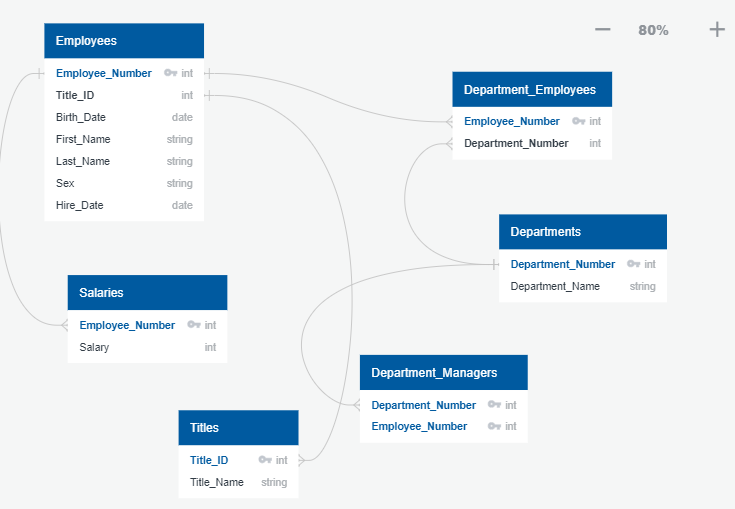 80%
Employees
Employee_Number int
Title_ID int
Birth_Date date
First_Name string
Last_Name string
Sex string
Hire_Date date
Department_Employees
Employee_Number int
Department_Number int
Departments
Department_Number int
Department_Name string
Salaries
Employee_Number int
Salary int
Department_Managers
Department_Number int
Employee_Number int
Titles
Title_ID int
Title_Name string